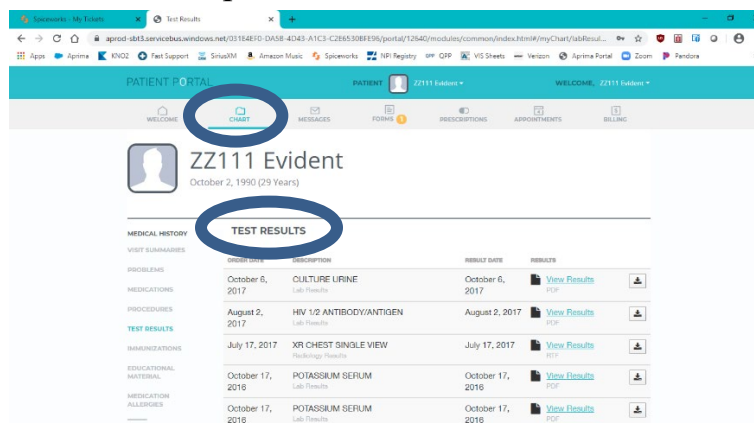 Spiceworks - My Tickets
Test Results
aprod-sbt3.servicebus.windows.net/031E4EF0-DA5B-4D43-A1C3-C2E6530BFE96/portal/12640/modules/common/index.html#/myChart/labResul...
Apps Aprima KNO2 Fast Support SiriusXM Amazon Music Spiceworks NPI Registry QPP VIS Sheets Verizon Aprima Portal Zoom Pandora
PATIENT PORTAL PATIENT ZZ111 Evident WELCOME, ZZ111 Evident
WELCOME CHART MESSAGES FORMS 1 PRESCRIPTIONS APPOINTMENTS BILLING
ZZ111 Evident
October 2, 1990 (29 Years)
MEDICAL HISTORY
VISIT SUMMARIES
PROBLEMS
MEDICATIONS
PROCEDURES
TEST RESULTS
IMMUNIZATIONS
EDUCATIONAL
MATERIAL
MEDICATION
ALLERGIES
TEST RESULTS
ORDER DATE DESCRIPTION RESULT DATE RESULTS
October 6, CULTURE URINE October 6, View Results
2017 Lab Results 2017 PDF
August 2, HIV 1/2 ANTIBODY/ANTIGEN August 2, 2017 View Results
2017 Lab Results PDF
July 17, 2017 XR CHEST SINGLE VIEW July 17, 2017 View Results
Radiology Results RTF
October 17, POTASSIUM SERUM October 17, View Results
2016 Lab Results 2016 PDF
October 17, POTASSIUM SERUM October 17, View Results
2016 Lab Results 2016 PDF